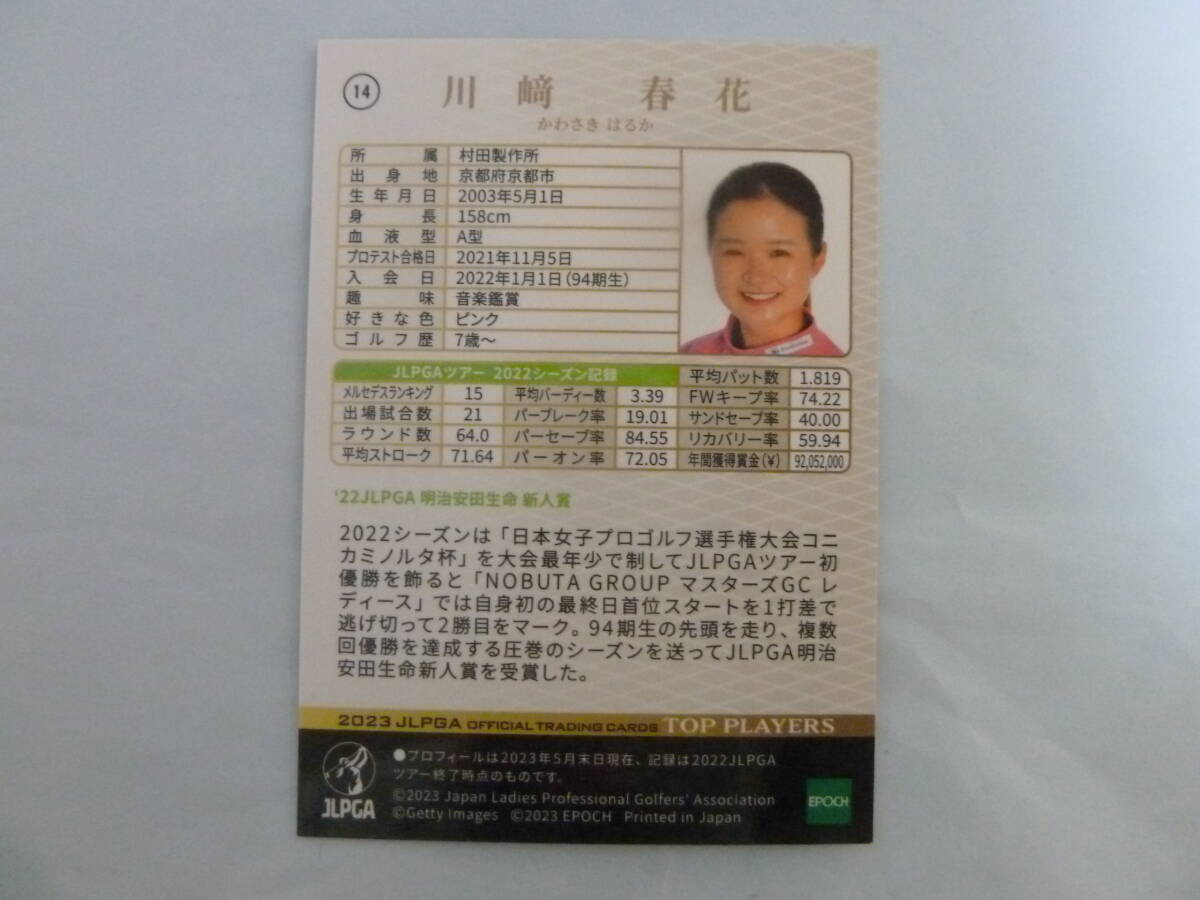 14
川﨑 春花
かわさき はるか
所属 村田製作所
出身地 京都府京都市
生年月日 2003年5月1日
身長 158cm
血液型 A型
プロテスト合格日 2021年11月5日
入会日 2022年1月1日(94期生)
趣味 音楽鑑賞
好きな色 ピンク
ゴルフ歴 7歳〜
JLPGAツアー 2022シーズン記録
メルセデスランキング 15
出場試合数 21
ラウンド数 64.0
平均ストローク 71.64
平均バーディー数 3.39
パーブレーク率 19.01
パーセーブ率 84.55
パーオン率 72.05
平均パット数 1.819
FWキープ率 74.22
サンドセーブ率 40.00
リカバリー率 59.94
年間獲得賞金(¥) 92,052,000
'22JLPGA 明治安田生命 新人賞
2022シーズンは「日本女子プロゴルフ選手権大会コニ
カミノルタ杯」を大会最年少で制してJLPGAツアー初
優勝を飾ると「NOBUTA GROUP マスターズGC レ
ディース」では自身初の最終日首位スタートを1打差で
逃げ切って2勝目をマーク。94期生の先頭を走り、複数
回優勝を達成する圧巻のシーズンを送ってJLPGA明治
安田生命新人賞を受賞した。
2023 JLPGA OFFICIAL TRADING CARDS TOP PLAYERS
JLPGA
●プロフィールは2023年5月末日現在、記録は2022JLPGA
ツアー終了時点のものです。
©2023 Japan Ladies Professional Golfers' Association
©Getty Images ©2023 EPOCH Printed in Japan
EPOCH